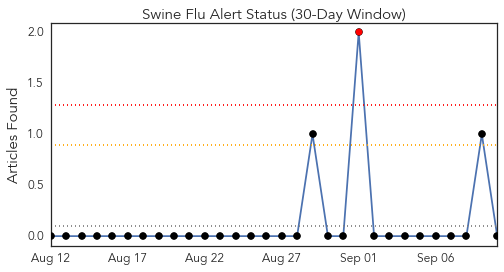 Swine Flu Alert Status (30-Day Window)
Articles Found
2.0
1.5
1.0
0.5
0.0
Aug 12 Aug 17 Aug 22 Aug 27 Sep 01 Sep 06